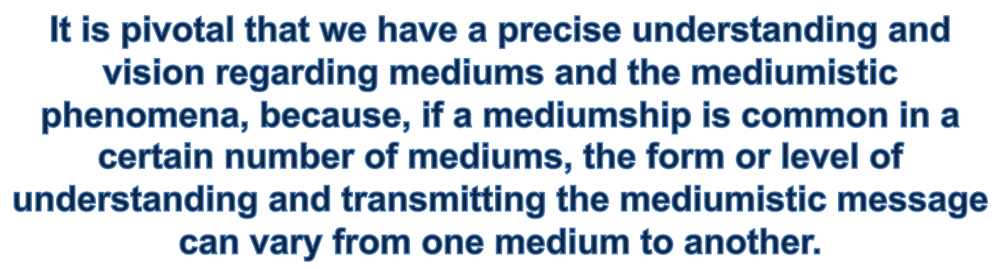 It is pivotal that we have a precise understanding and
vision regarding mediums and the mediumistic
phenomena, because, if a mediumship is common in a
certain number of mediums, the form or level of
understanding and transmitting the mediumistic message
can vary from one medium to another.